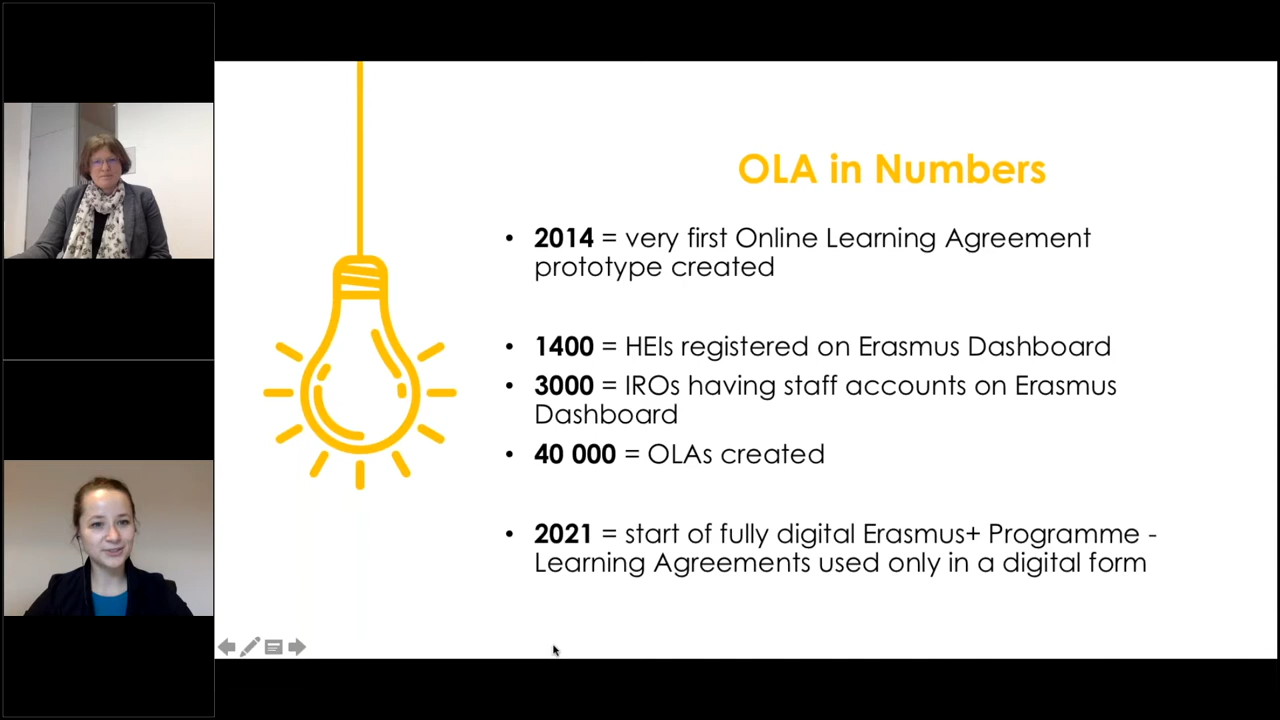 OLA in Numbers
• 2014 = very first Online Learning Agreement
prototype created
• 1400 = HEIs registered on Erasmus Dashboard
• 3000 = IROs having staff accounts on Erasmus
Dashboard
• 40 000 = OLAs created
• 2021 = start of fully digital Erasmus+ Programme -
Learning Agreements used only in a digital form